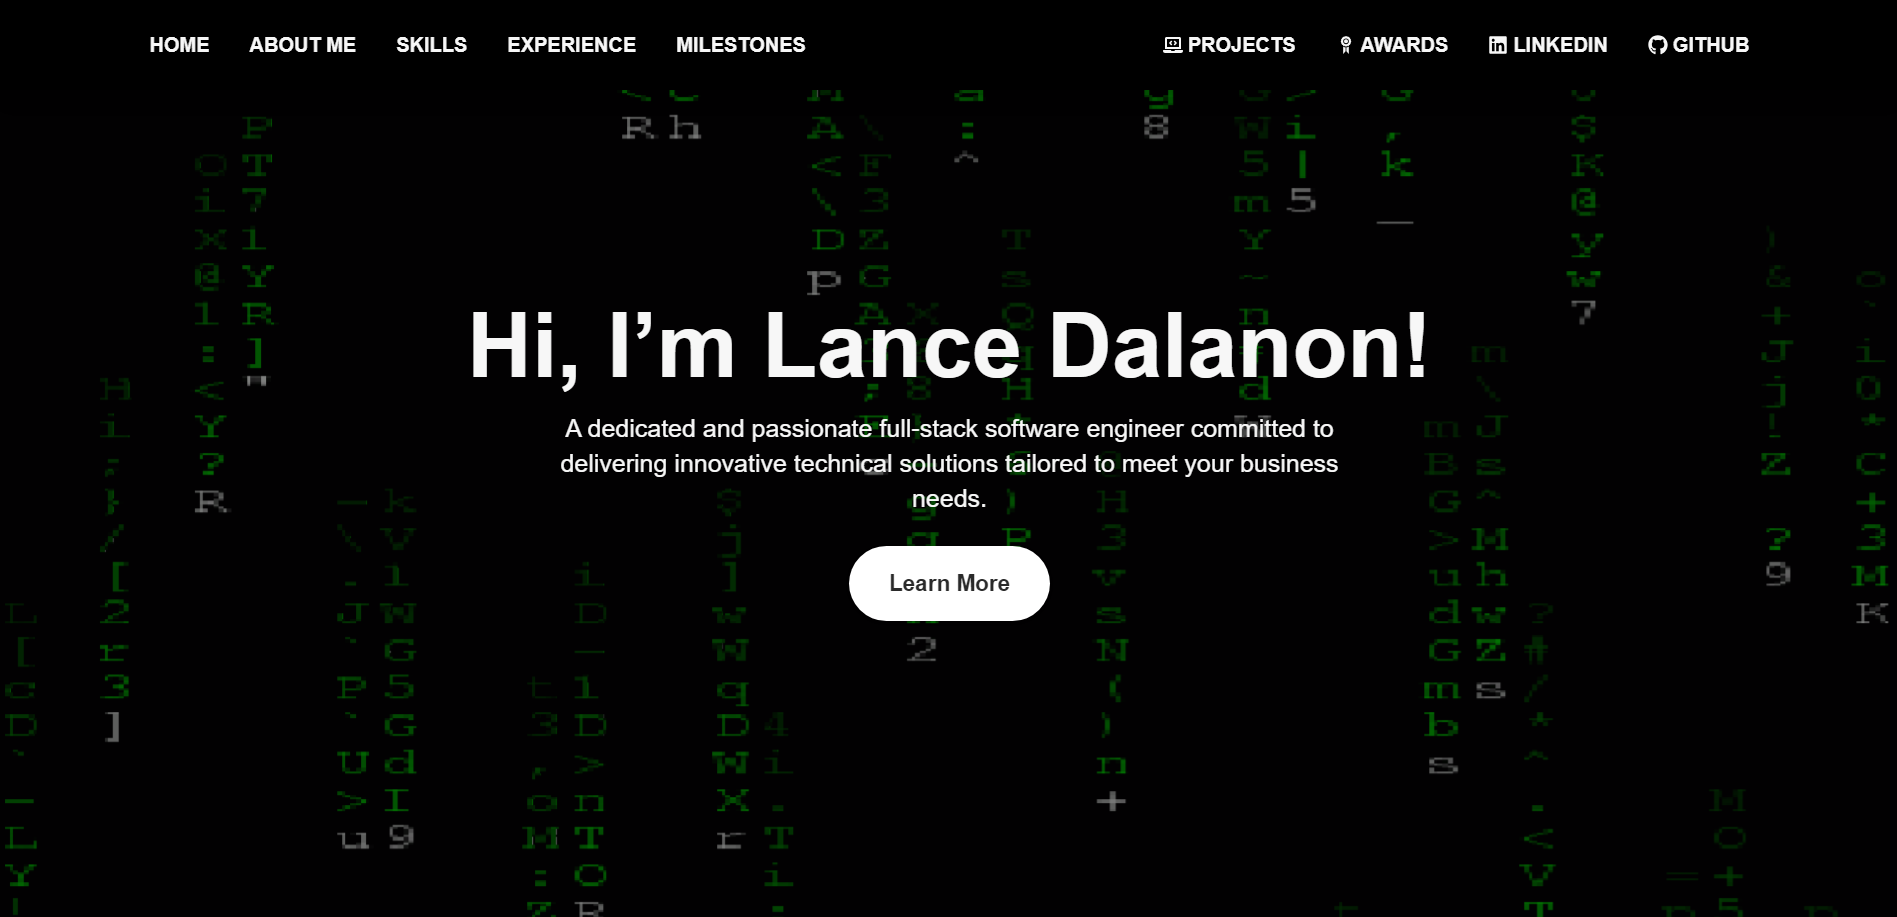 HOME ABOUT ME SKILLS EXPERIENCE MILESTONES PROJECTS AWARDS LINKEDIN GITHUB
Hi, I’m Lance Dalanon!
A dedicated and passionate full-stack software engineer committed to
delivering innovative technical solutions tailored to meet your business
needs.
Learn More